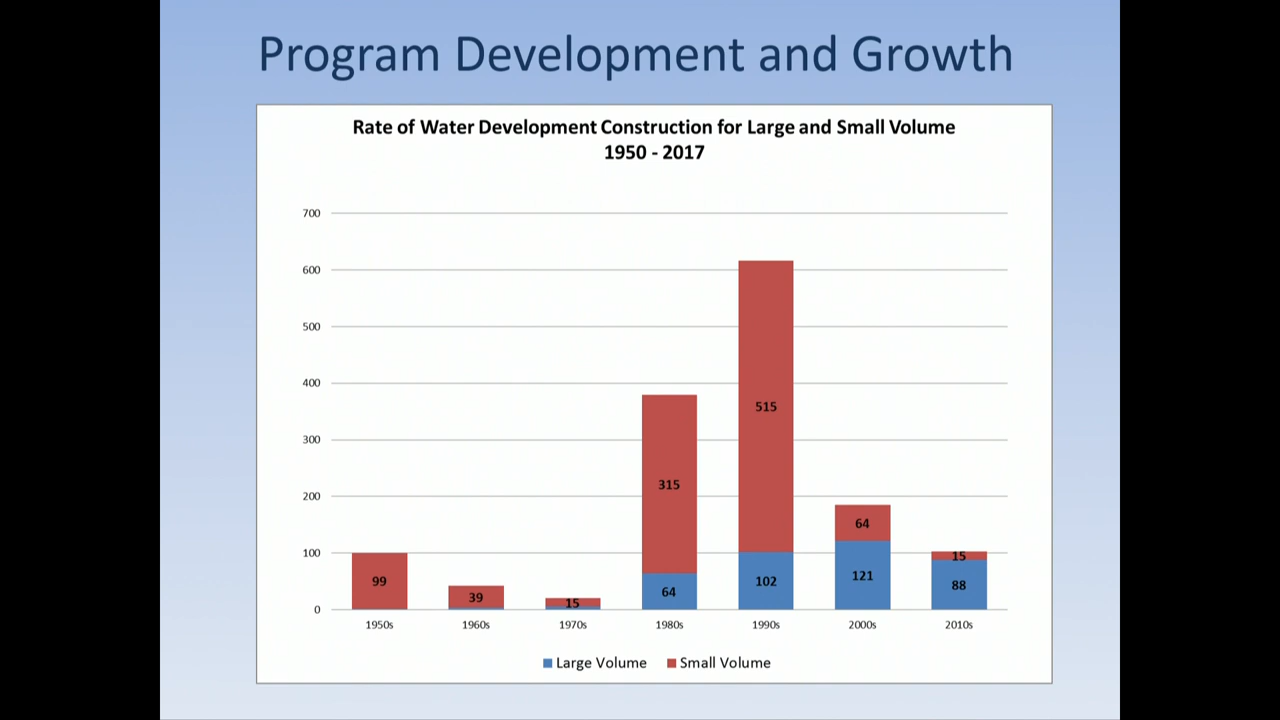 Program Development and Growth
Rate of Water Development Construction for Large and Small Volume
1950 - 2017
700
600
500
400
300
200
100
0
99
39
15
315
64
515
102
64
121
15
88
1950s
1960s
1970s
1980s
1990s
2000s
2010s
Large Volume
Small Volume